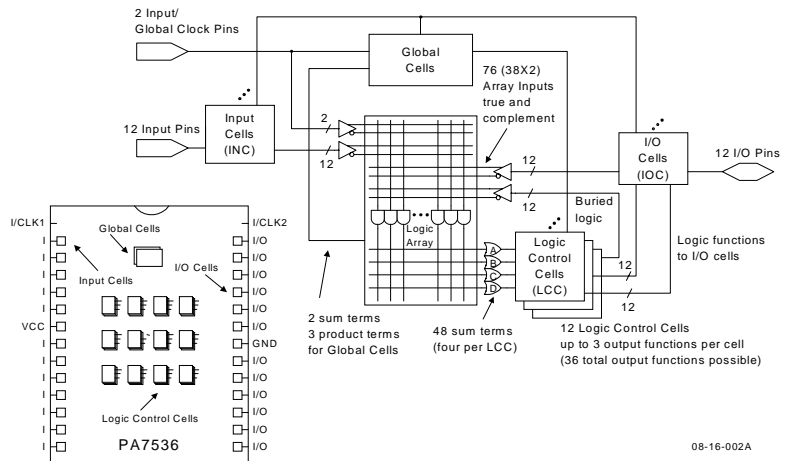 2 Input/
Global Clock Pins
Global
Cells
76 (38X2)
Array Inputs
true and
complement
Input
Cells
(INC)
2
12 Input Pins
12
12
I/O
Cells
(IOC)
12 I/O Pins
12
Buried
logic
Logic
Array
A
B
C
D
Logic
Control
Cells
(LCC)
12
12
Logic functions
to I/O cells
2 sum terms
3 product terms
for Global Cells
48 sum terms
(four per LCC)
12 Logic Control Cells
up to 3 output functions per cell
(36 total output functions possible)
I/CLK1
I/CLK2
Global Cells
I
I/O
I
I/O
Input Cells
I/O Cells
I
I/O
I
I/O
I
I/O
VCC
I/O
I
GND
I
I/O
I
I/O
I
I/O
I
I/O
Logic Control Cells
I
I/O
I
I/O
PA7536
08-16-002A